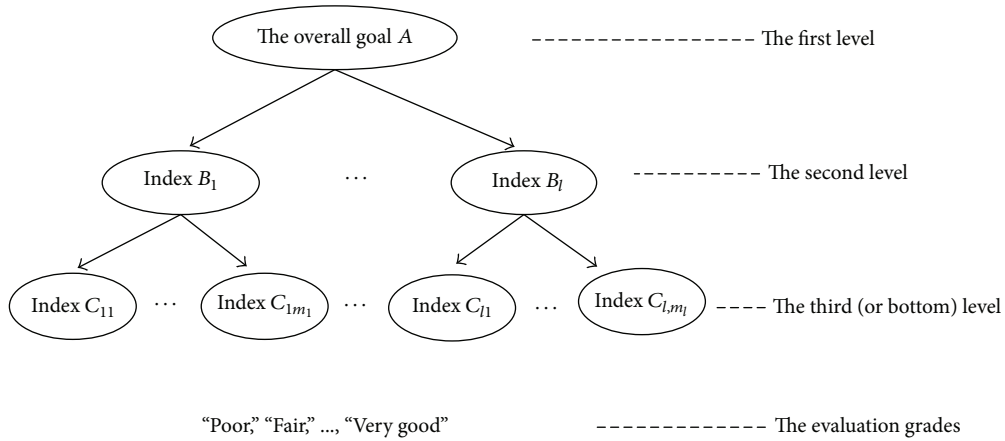 The overall goal A
The first level
Index B₁
...
Index Bₗ
The second level
Index C₁₁
...
Index C₁ₘ₁
...
Index Cₗ₁
...
Index Cₗ,ₘₗ
The third (or bottom) level
“Poor,” “Fair,” ..., “Very good”
The evaluation grades